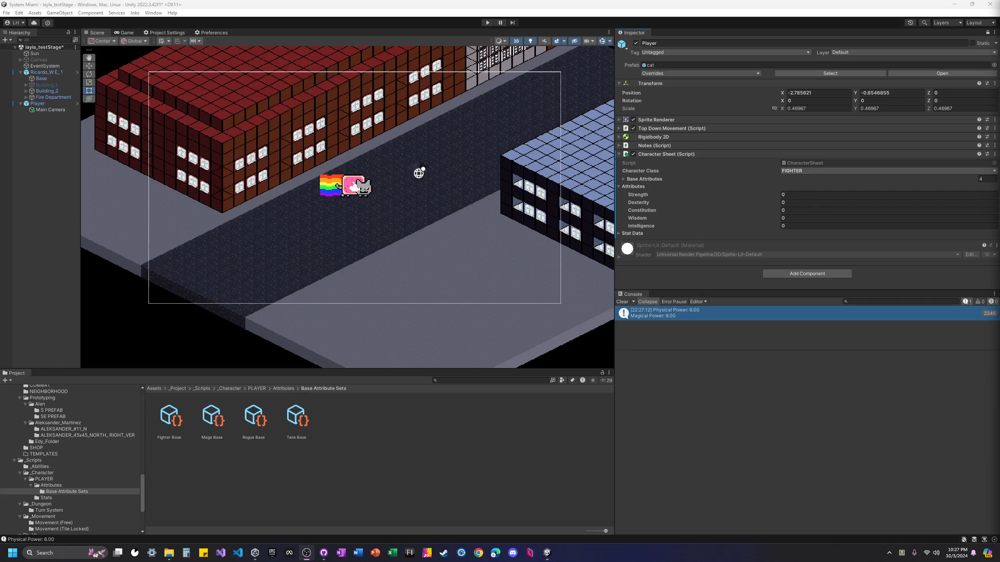 System Miami - layla_testStage - Windows, Mac, Linux - Unity 2022.3.42f1* <DX11>
File Edit Assets GameObject Component Services Jobs Window Help
LH
Layers Layout
Hierarchy
All
layla_testStage*
Sun
Canvas
EventSystem
Ricardo_W E_ 1
Base
Building_1
Building_2
Fire Department
Player
Main Camera
Scene Game Project Settings Preferences
Center Global 2D
Inspector
Player Static
Tag Untagged Layer Default
Prefab cat
Overrides Select Open
Transform
Position X -2.785621 Y -0.6546855 Z 0
Rotation X 0 Y 0 Z 0
Scale X 0.46967 Y 0.46967 Z 0.46967
Sprite Renderer
Top Down Movement (Script)
Rigidbody 2D
Notes (Script)
Character Sheet (Script)
Script CharacterSheet
Character Class FIGHTER
Base Attributes 4
Attributes
Strength 0
Dexterity 0
Constitution 0
Wisdom 0
Intelligence 0
Stat Data
Sprite-Lit-Default (Material)
Shader Universal Render Pipeline/2D/Sprite-Lit-Default Edit...
Add Component
Console
Clear Collapse Error Pause Editor 1 0 0
[22:27:12] Physical Power: 6.00
Magical Power: 9.00
2345
Project
29
COMBAT
NEIGHBORHOOD
Prototyping
Alan
S PREFAB
SE PREFAB
Aleksander_Martinez
ALEKSANDER_#11_N
ALEKSANDER_45x45_NORTH_ RIGHT_VER
Edy_Folder
SHOP
TEMPLATES
_Scripts
_Abilities
_Character
PLAYER
Attributes
Base Attribute Sets
Stats
_Dungeon
Turn System
_Movement
Movement (Free)
Movement (Tile Locked)
Assets > _Project > _Scripts > _Character > PLAYER > Attributes > Base Attribute Sets
Fighter Base Mage Base Rogue Base Tank Base
Physical Power: 6.00
Search
10:27 PM
10/3/2024